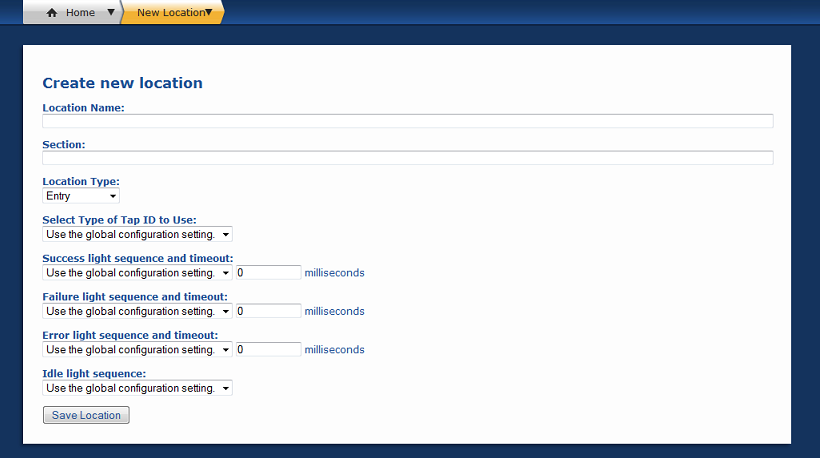 Home ▼ New Location▼
Create new location
Location Name:
Section:
Location Type:
Entry
Select Type of Tap ID to Use:
Use the global configuration setting.
Success light sequence and timeout:
Use the global configuration setting. 0 milliseconds
Failure light sequence and timeout:
Use the global configuration setting. 0 milliseconds
Error light sequence and timeout:
Use the global configuration setting. 0 milliseconds
Idle light sequence:
Use the global configuration setting.
Save Location